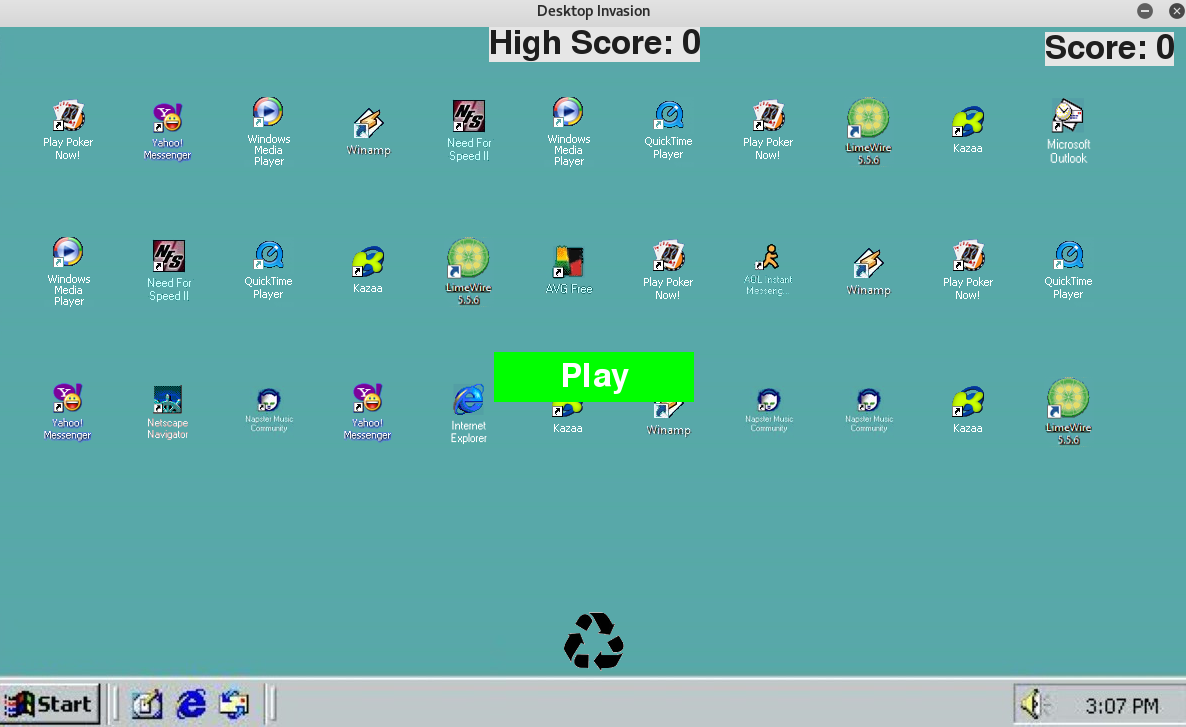 Desktop Invasion
High Score: 0
Score: 0
Play Poker
Now!
Yahoo!
Messenger
Windows
Media
Player
Winamp
Need For
Speed II
Windows
Media
Player
QuickTime
Player
Play Poker
Now!
LimeWire
5.5.6
Kazaa
Microsoft
Outlook
Windows
Media
Player
Need For
Speed II
QuickTime
Player
Kazaa
LimeWire
5.5.6
AVG Free
Play Poker
Now!
AOL Instant
Messeng...
Winamp
Play Poker
Now!
QuickTime
Player
Play
Yahoo!
Messenger
Netscape
Navigator
Napster Music
Community
Yahoo!
Messenger
Internet
Explorer
Kazaa
Winamp
Napster Music
Community
Napster Music
Community
Kazaa
LimeWire
5.5.6
Start
3:07 PM